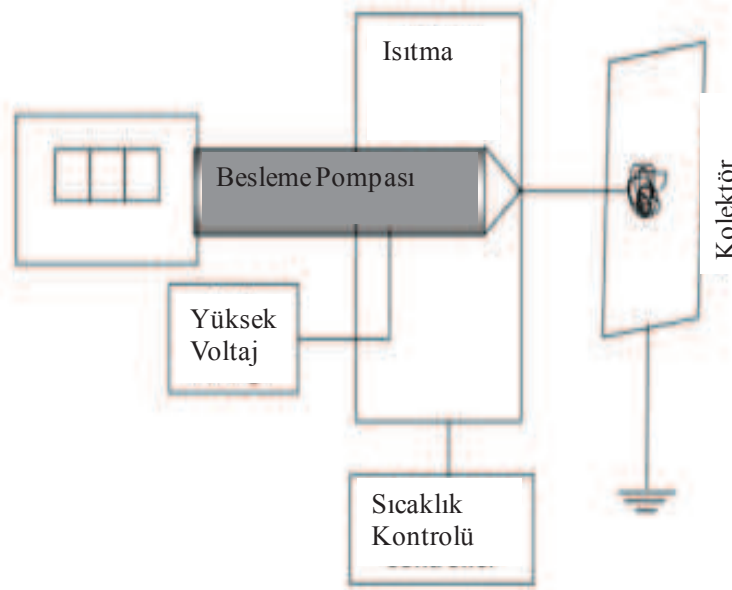 Isıtma
Besleme Pompası
Kolektör
Yüksek
Voltaj
Sıcaklık
Kontrolü